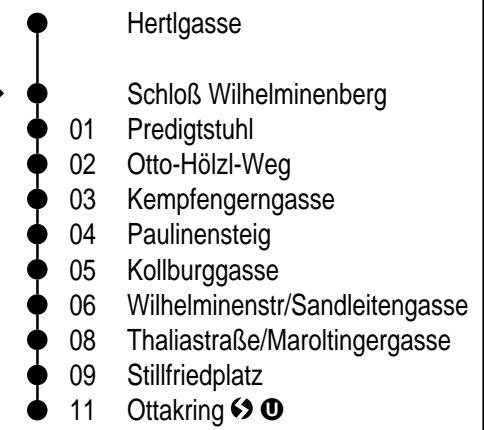 Hertlgasse
Schloß Wilhelminenberg
01 Predigtstuhl
02 Otto-Hölzl-Weg
03 Kempfengerngasse
04 Paulinensteig
05 Kollburggasse
06 Wilhelminenstr/Sandleitengasse
08 Thaliastraße/Maroltingergasse
09 Stillfriedplatz
11 Ottakring S U